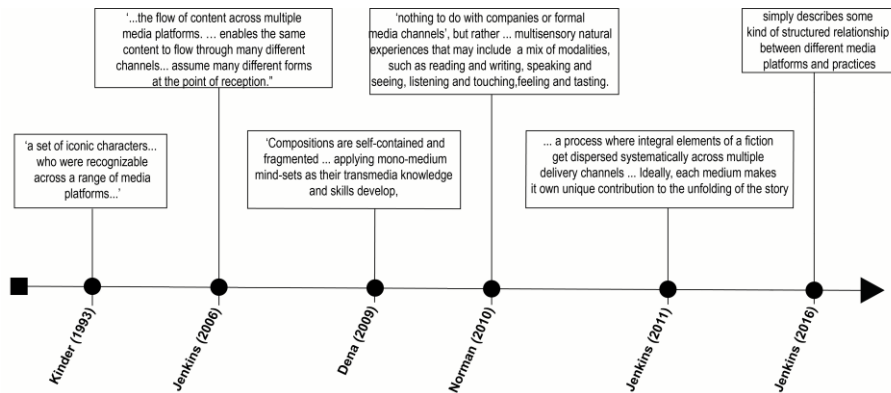 '...the flow of content across multiple
media platforms. ... enables the same
content to flow through many different
channels... assume many different forms
at the point of reception."
'nothing to do with companies or formal
media channels', but rather ... multisensory natural
experiences that may include a mix of modalities,
such as reading and writing, speaking and
seeing, listening and touching,feeling and tasting.
simply describes some
kind of structured relationship
between different media
platforms and practices
'a set of iconic characters...
who were recognizable
across a range of media
platforms...'
'Compositions are self-contained and
fragmented ... applying mono-medium
mind-sets as their transmedia knowledge
and skills develop,
... a process where integral elements of a fiction
get dispersed systematically across multiple
delivery channels ... Ideally, each medium makes
it own unique contribution to the unfolding of the story
Kinder (1993)
Jenkins (2006)
Dena (2009)
Norman (2010)
Jenkins (2011)
Jenkins (2016)